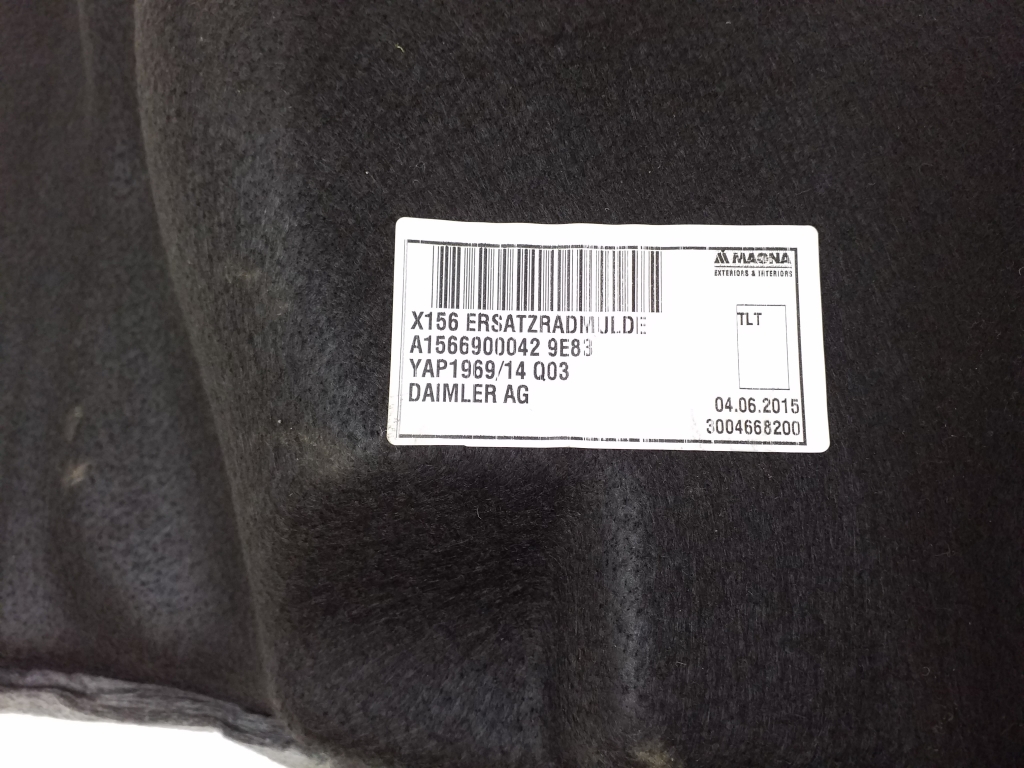 MAGNA
EXTERIORS & INTERIORS
X156 ERSATZRADMULDE
A1566900042 9E83
YAP1969/14 Q03
DAIMLER AG
TLT
04.06.2015
3004668200